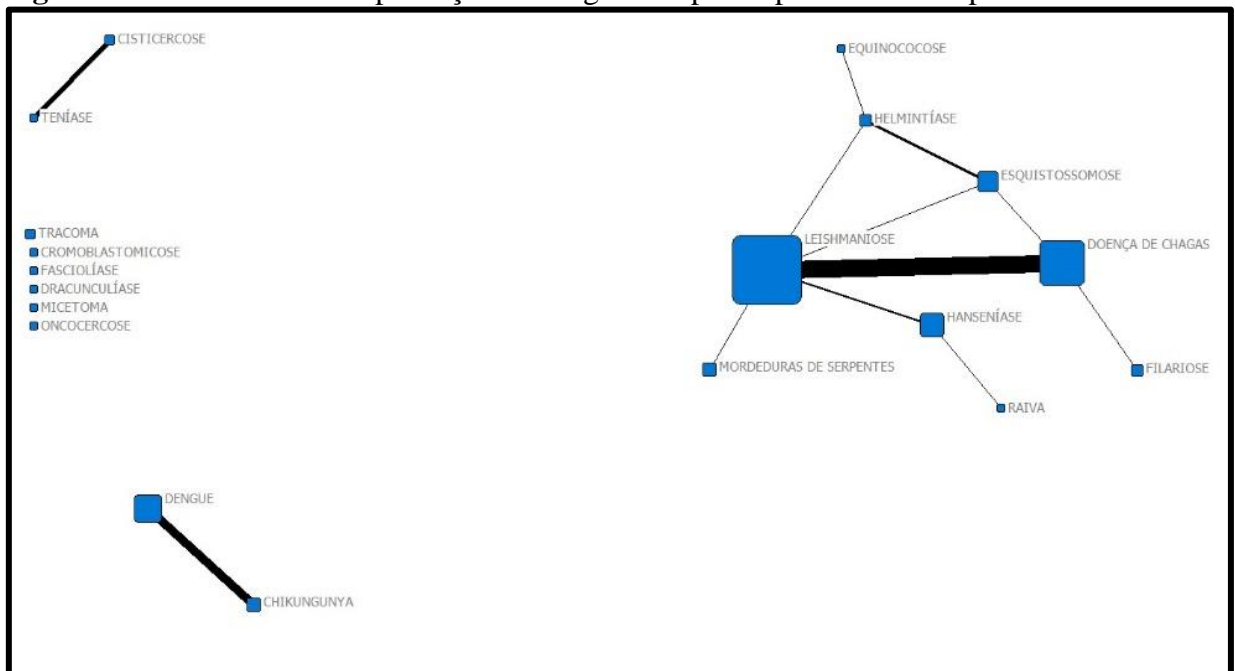 CISTICERCOSE
TENÍASE
TRACOMA
CROMOBLASTOMICOSE
FASCIOLÍASE
DRACUNCULÍASE
MICETOMA
ONCOCERCOSE
DENGUE
CHIKUNGUNYA
EQUINOCOCOSE
HELMINTÍASE
ESQUISTOSSOMOSE
LEISHMANIOSE
DOENÇA DE CHAGAS
HANSENÍASE
MORDEDURAS DE SERPENTES
FILARIOSE
RAIVA